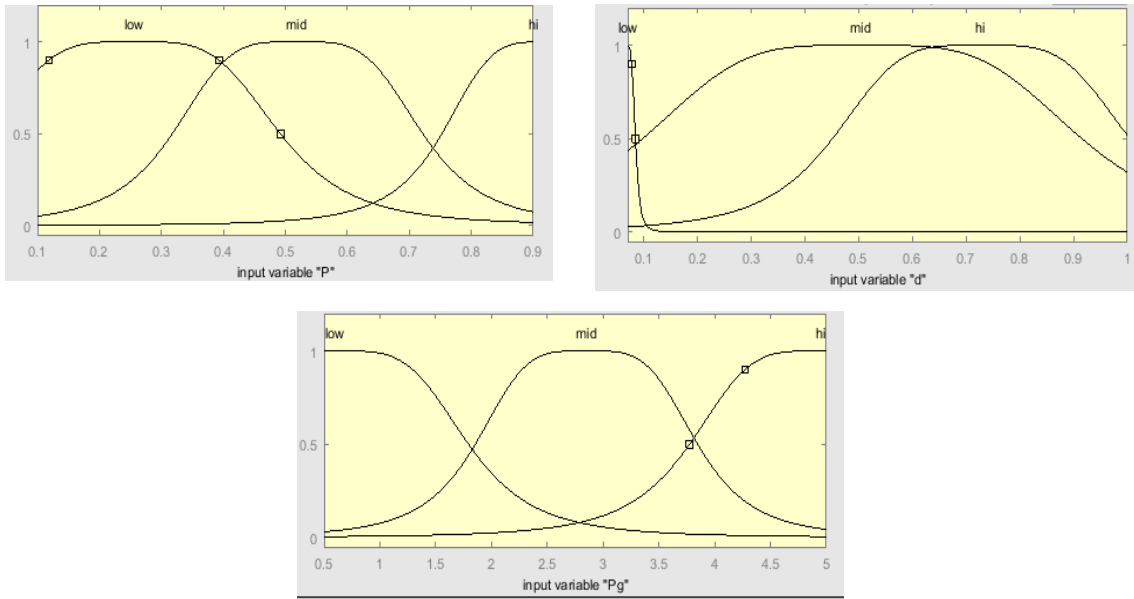 low mid hi
1
0.5
0
0.1 0.2 0.3 0.4 0.5 0.6 0.7 0.8 0.9
input variable "P"
low mid hi
1
0.5
0
0.1 0.2 0.3 0.4 0.5 0.6 0.7 0.8 0.9 1
input variable "d"
low mid hi
1
0.5
0
0.5 1 1.5 2 2.5 3 3.5 4 4.5 5
input variable "Pg"